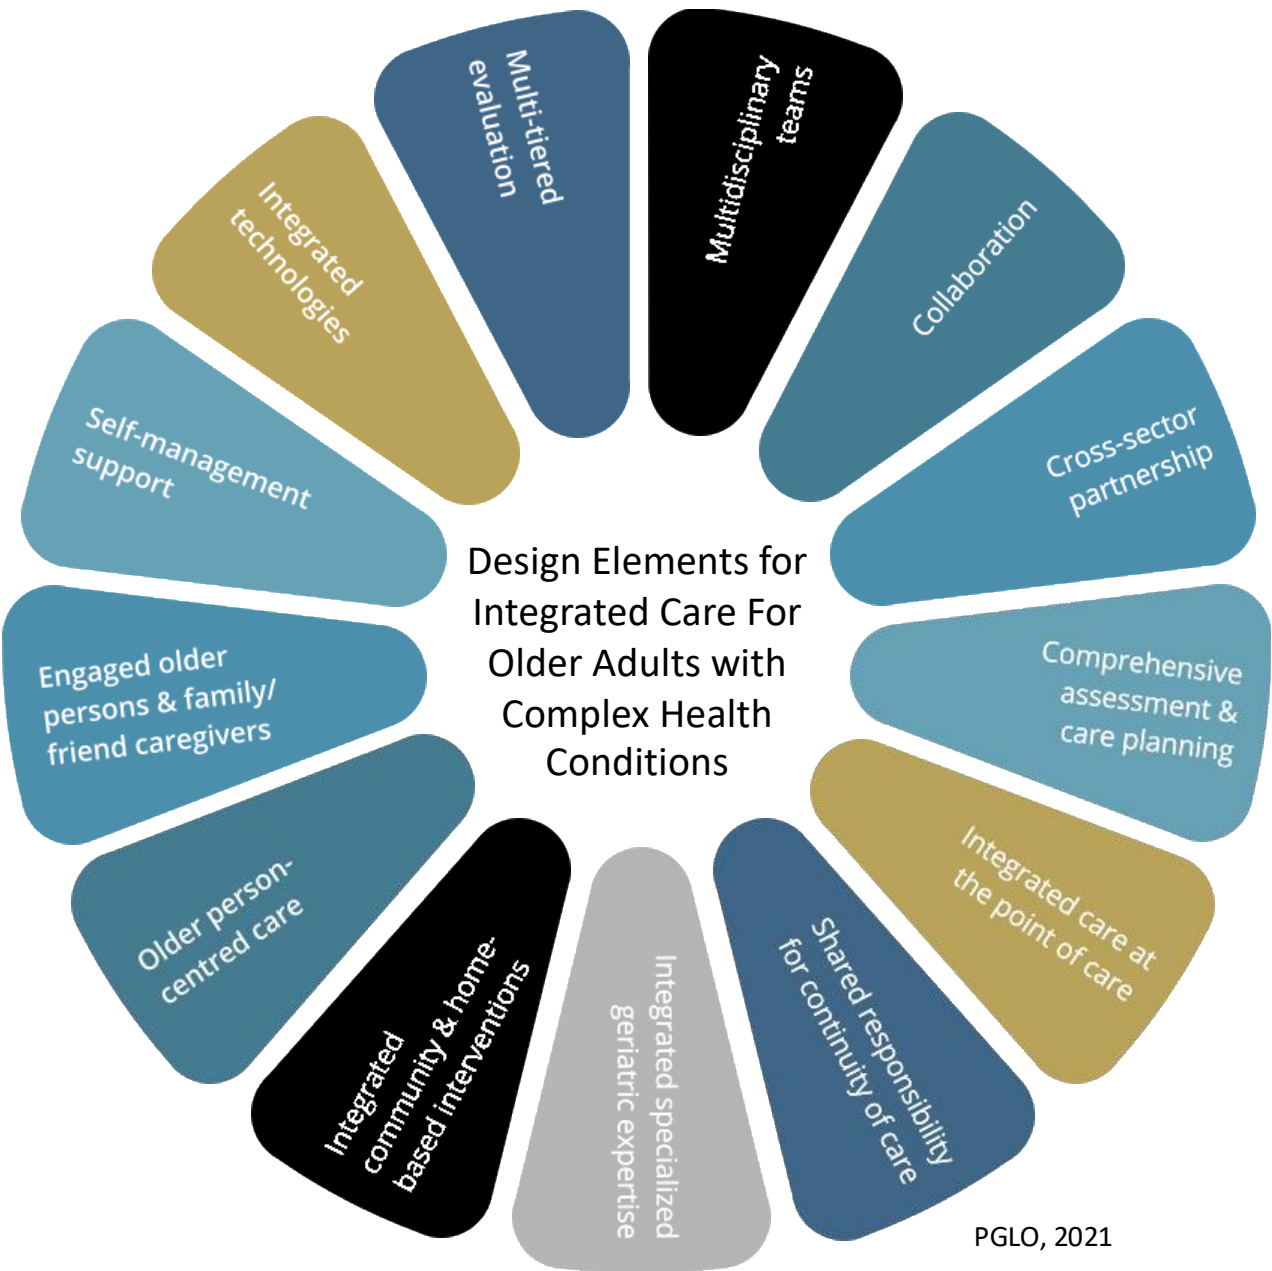 Design Elements for
Integrated Care For
Older Adults with
Complex Health
Conditions
Multidisciplinary
teams
Collaboration
Cross-sector
partnership
Comprehensive
assessment &
care planning
Integrated care at
the point of care
Shared responsibility
for continuity of care
Integrated specialized
geriatric expertise
Integrated
community & home-
based interventions
Older person-
centred care
Engaged older
persons & family/
friend caregivers
Self-management
support
Integrated
technologies
Multi-tiered
evaluation
PGLO, 2021